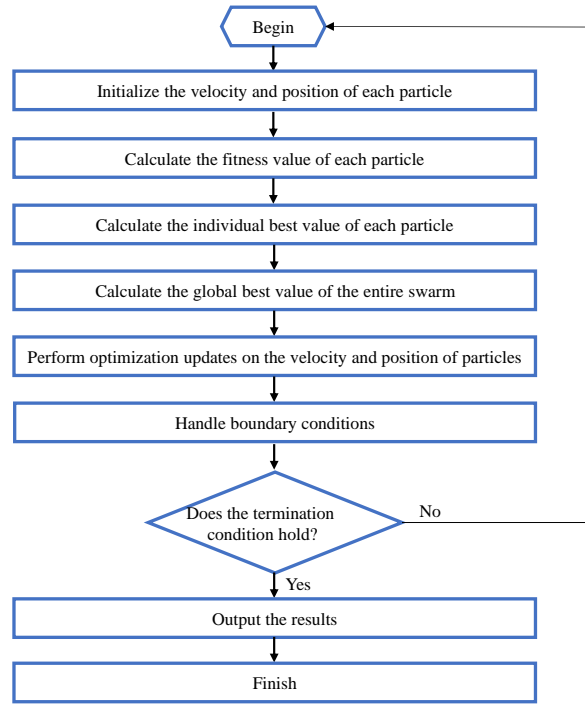 Begin
Initialize the velocity and position of each particle
Calculate the fitness value of each particle
Calculate the individual best value of each particle
Calculate the global best value of the entire swarm
Perform optimization updates on the velocity and position of particles
Handle boundary conditions
Does the termination
condition hold?
No
Yes
Output the results
Finish